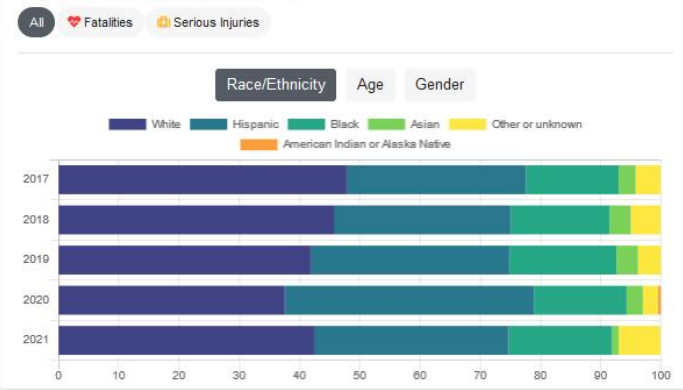 All Fatalities Serious Injuries
Race/Ethnicity Age Gender
White Hispanic Black Asian Other or unknown
American Indian or Alaska Native
2017
2018
2019
2020
2021
0 10 20 30 40 50 60 70 80 90 100